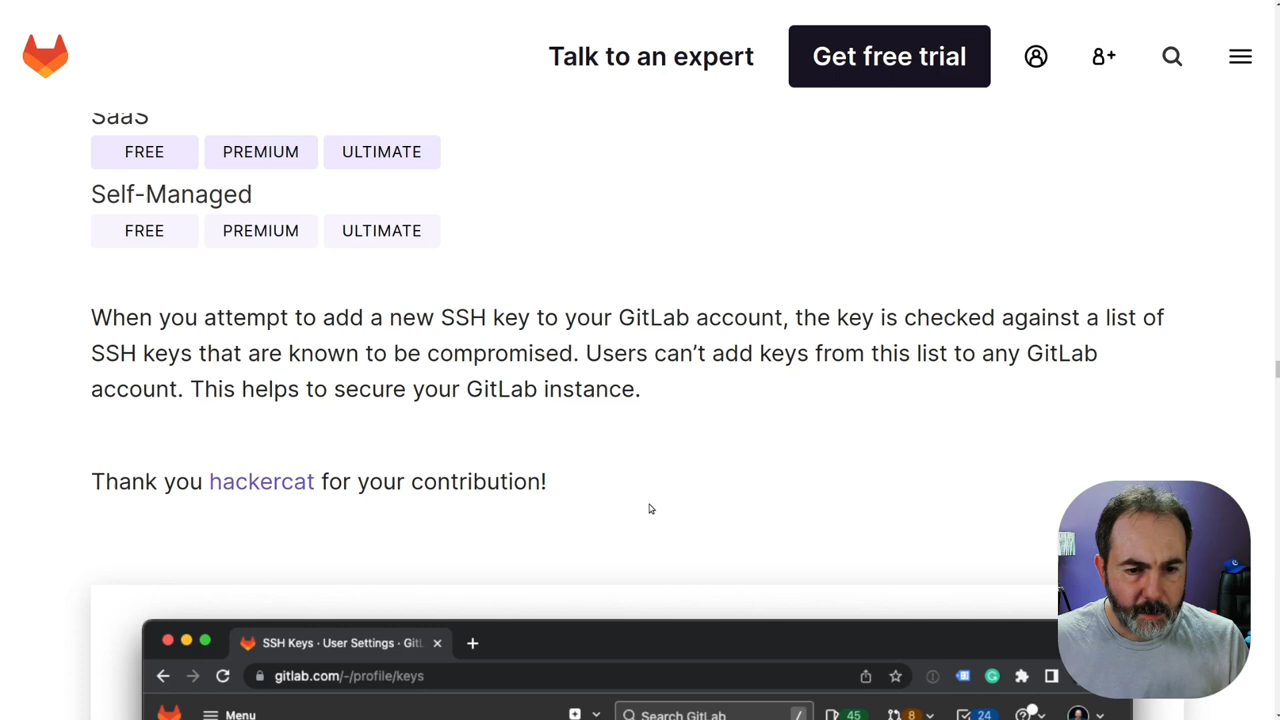 Talk to an expert Get free trial
SaaS
FREE PREMIUM ULTIMATE
Self-Managed
FREE PREMIUM ULTIMATE
When you attempt to add a new SSH key to your GitLab account, the key is checked against a list of
SSH keys that are known to be compromised. Users can’t add keys from this list to any GitLab
account. This helps to secure your GitLab instance.
Thank you hackercat for your contribution!
SSH Keys · User Settings · GitL
gitlab.com/-/profile/keys
Menu Search GitLab / 45 8 24